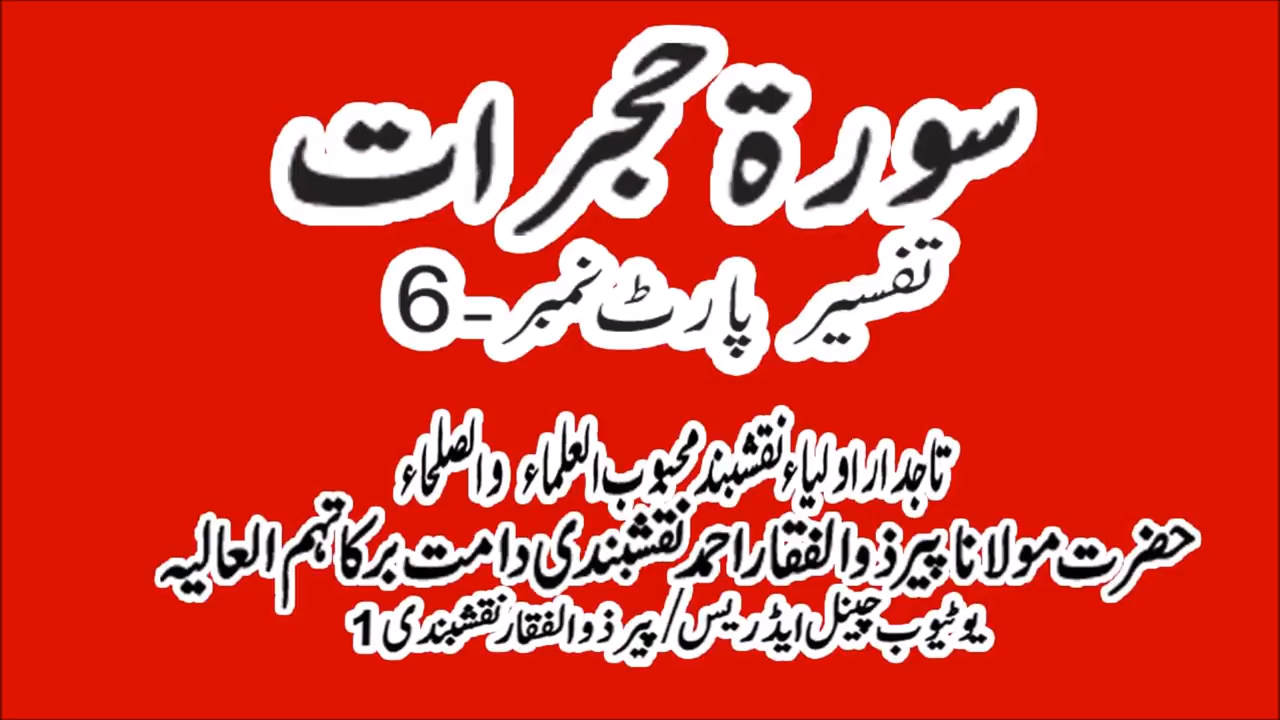 سورۃ حجرات
تفسیر پارٹ نمبر-6
تاجدار اولیاء نقشبند محبوب العلماء والصلحاء
حضرت مولانا پیر ذوالفقار احمد نقشبندی دامت برکاتہم العالیہ
یوٹیوب چینل ایڈریس/پیر ذوالفقار نقشبندی 1